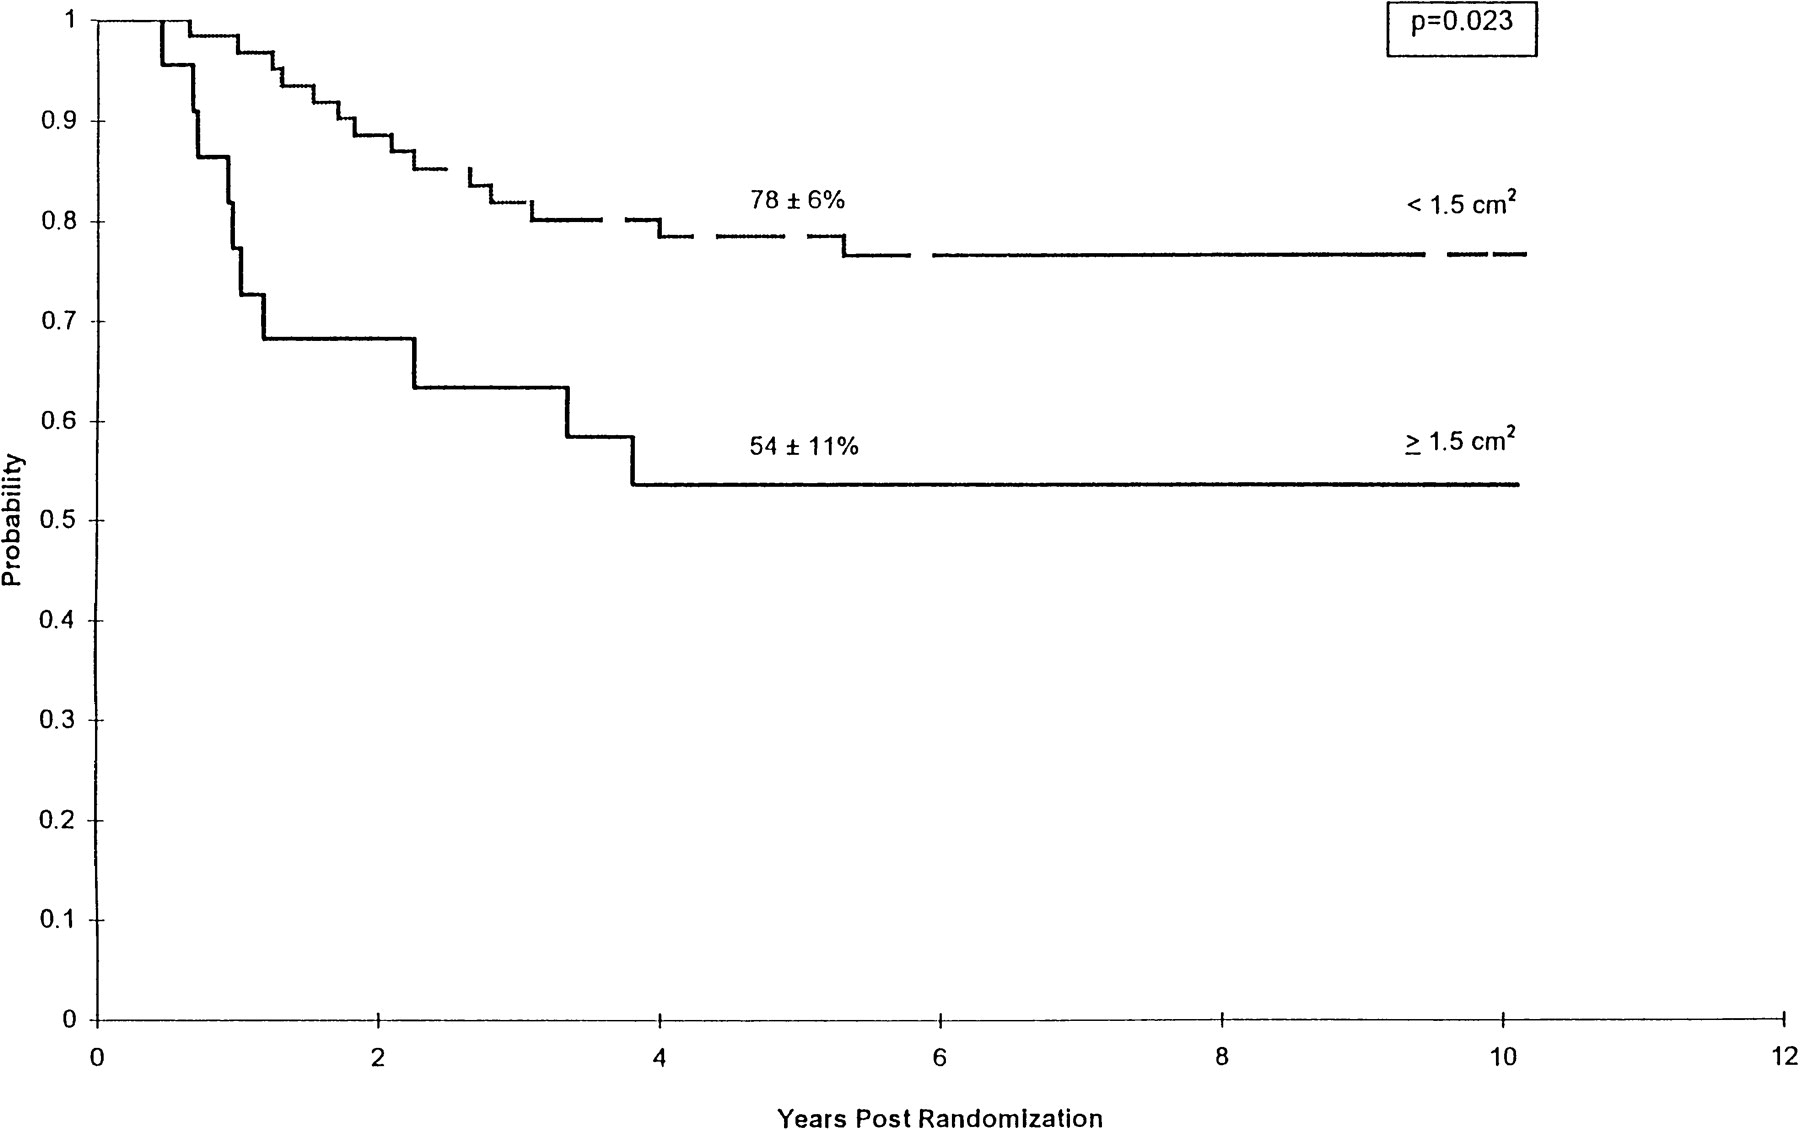 p=0.023
1
0.9
0.8
0.7
0.6
0.5
0.4
0.3
0.2
0.1
0
Probability
78 ± 6%
< 1.5 cm²
54 ± 11%
≥ 1.5 cm²
0 2 4 6 8 10 12
Years Post Randomization